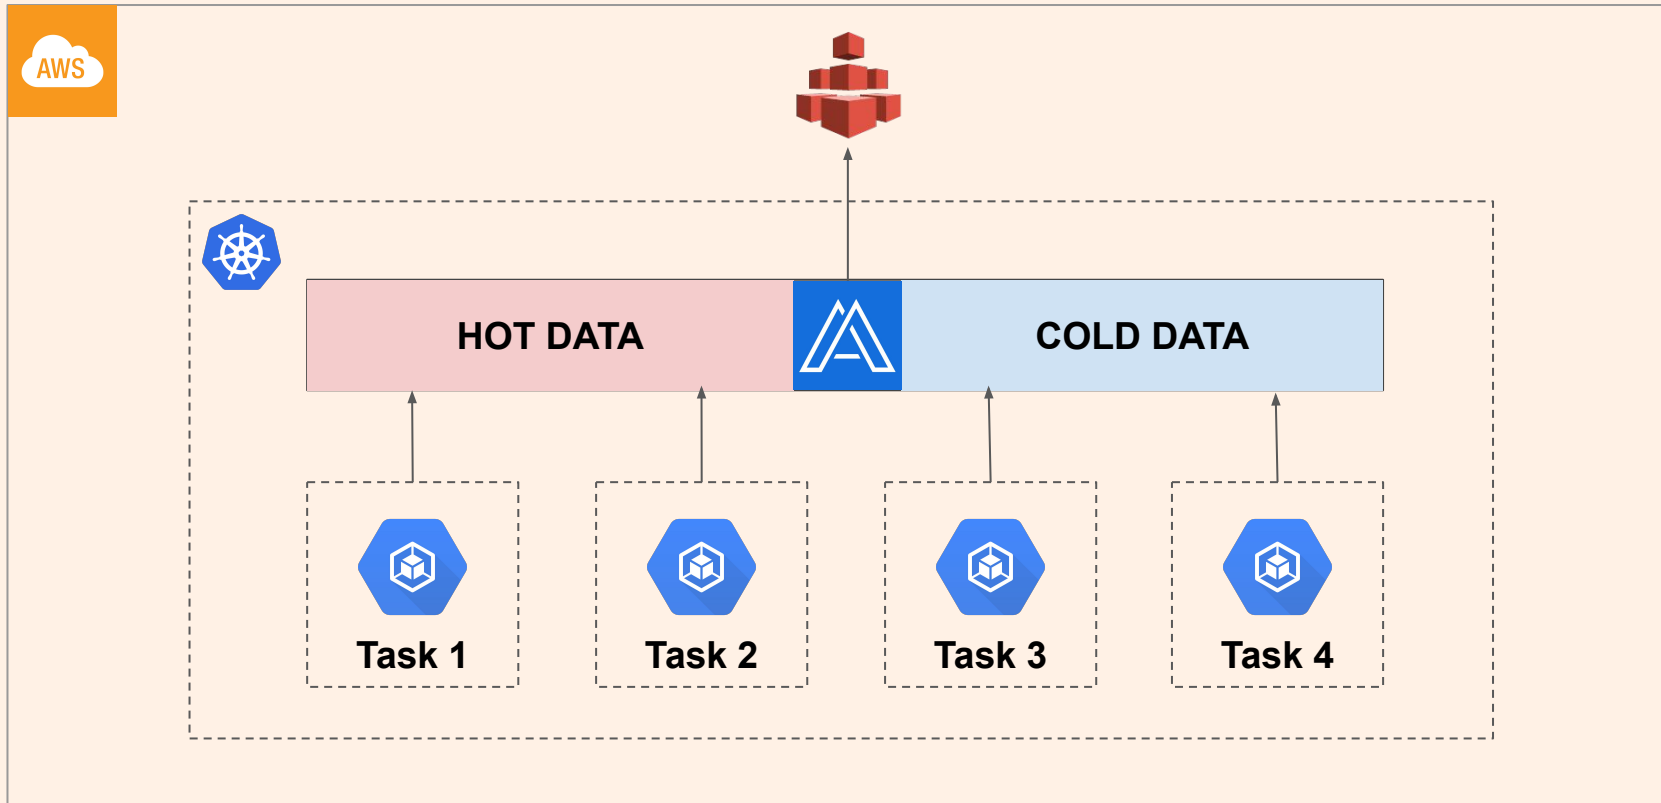 AWS
HOT DATA
COLD DATA
Task 1
Task 2
Task 3
Task 4